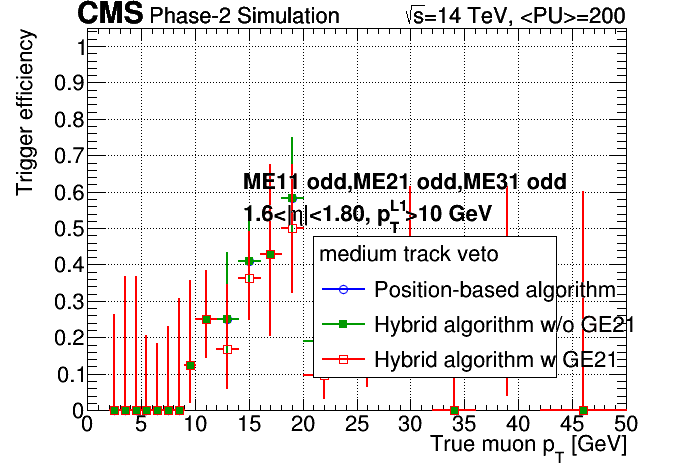 CMS Phase-2 Simulation √s=14 TeV, <PU>=200
Trigger efficiency
1
0.9
0.8
0.7
0.6
0.5
0.4
0.3
0.2
0.1
0
ME11 odd,ME21 odd,ME31 odd
1.6<|η|<1.80, p_T^L1>10 GeV
medium track veto
Position-based algorithm
Hybrid algorithm w/o GE21
Hybrid algorithm w GE21
0 5 10 15 20 25 30 35 40 45 50
True muon p_T [GeV]